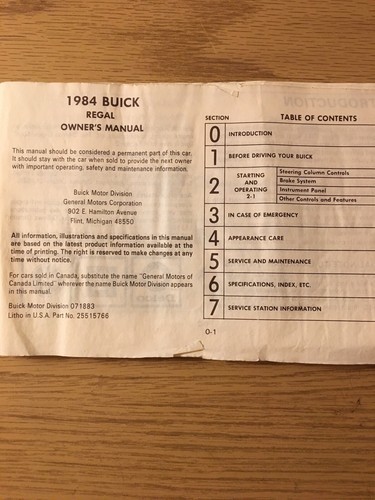 1984 BUICK
REGAL
OWNER'S MANUAL
This manual should be considered a permanent part of this car.
It should stay with the car when sold to provide the next owner
with important operating, safety and maintenance information.
Buick Motor Division
General Motors Corporation
902 E. Hamilton Avenue
Flint, Michigan 48550
All information, illustrations and specifications in this manual
are based on the latest product information available at the
time of printing. The right is reserved to make changes at any
time without notice.
For cars sold in Canada, substitute the name "General Motors of
Canada Limited" wherever the name Buick Motor Division appears
in this manual.
Buick Motor Division 071883
Litho in U.S.A. Part No. 25515766
SECTION TABLE OF CONTENTS
0 INTRODUCTION
1 BEFORE DRIVING YOUR BUICK
2 STARTING AND OPERATING 2-1
Steering Column Controls
Brake System
Instrument Panel
Other Controls and Features
3 IN CASE OF EMERGENCY
4 APPEARANCE CARE
5 SERVICE AND MAINTENANCE
6 SPECIFICATIONS, INDEX, ETC.
7 SERVICE STATION INFORMATION
0-1